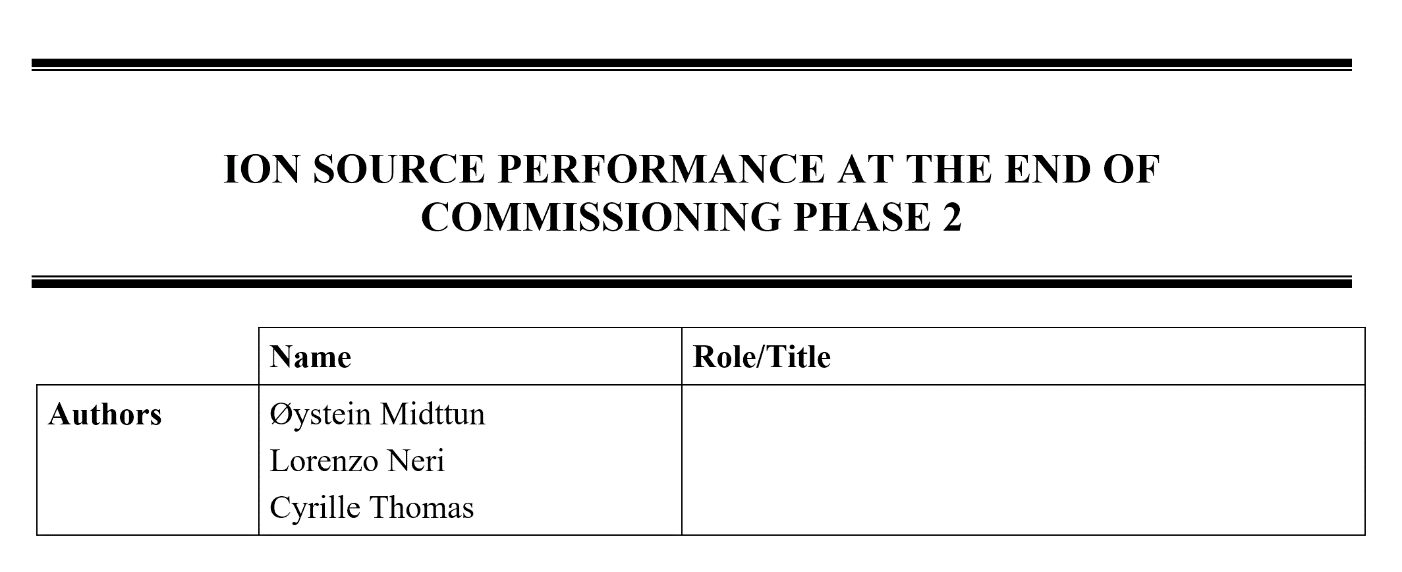 ION SOURCE PERFORMANCE AT THE END OF
COMMISSIONING PHASE 2
Name Role/Title
Authors Øystein Midttun
Lorenzo Neri
Cyrille Thomas